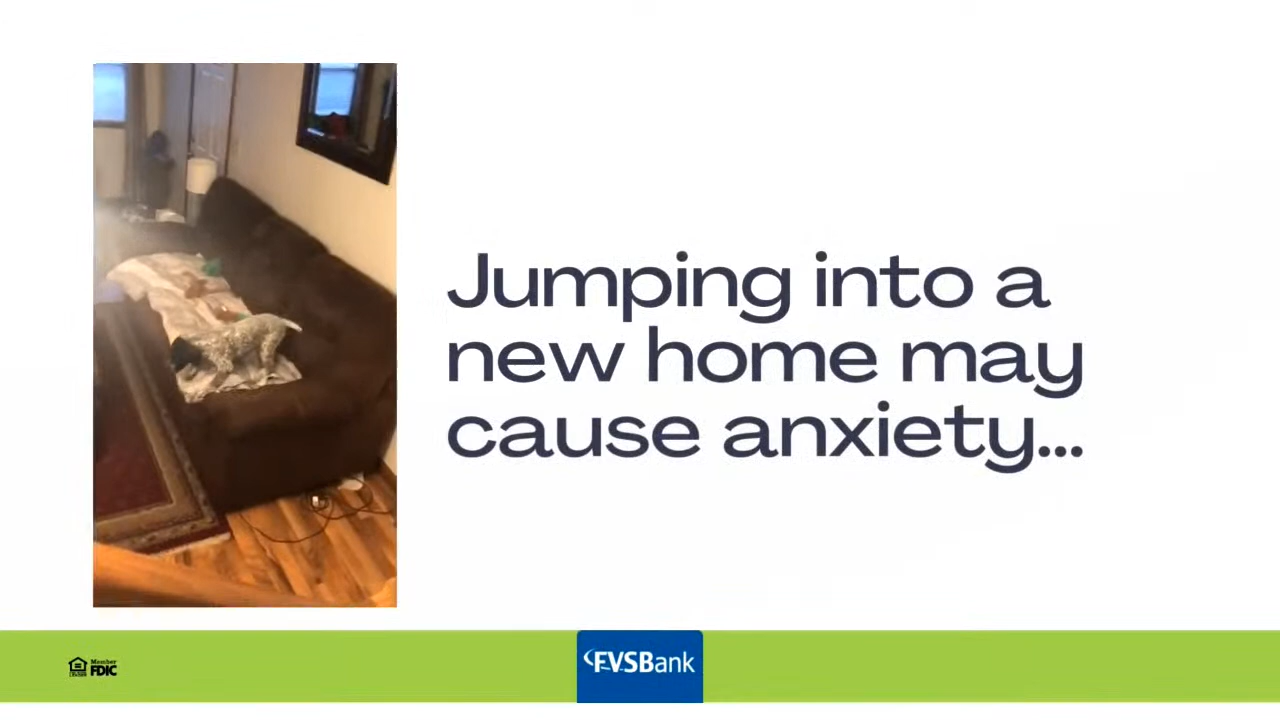 Jumping into a
new home may
cause anxiety...
Member
FDIC
FVSBank